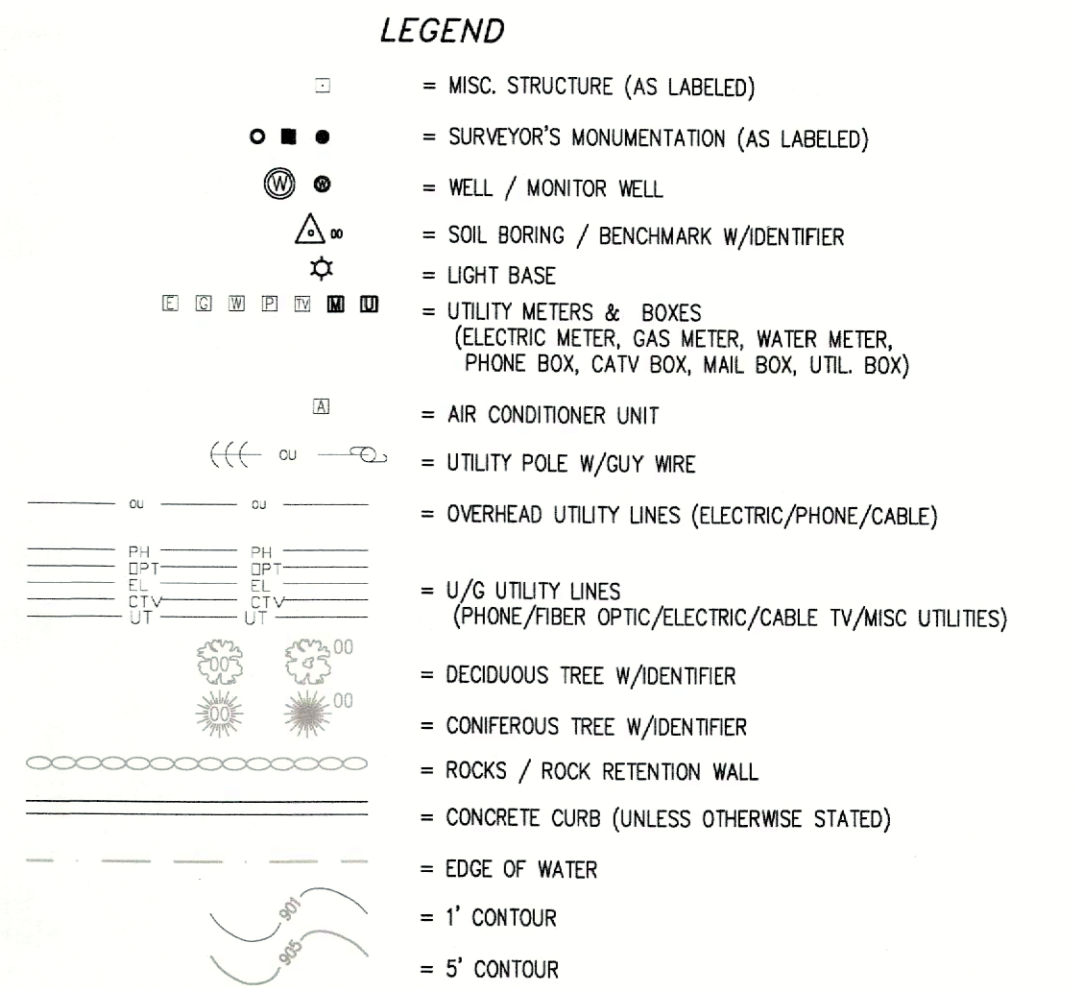 LEGEND
= MISC. STRUCTURE (AS LABELED)
= SURVEYOR'S MONUMENTATION (AS LABELED)
W W = WELL / MONITOR WELL
00 = SOIL BORING / BENCHMARK W/IDENTIFIER
= LIGHT BASE
E G W P TV M U = UTILITY METERS & BOXES
(ELECTRIC METER, GAS METER, WATER METER,
PHONE BOX, CATV BOX, MAIL BOX, UTIL. BOX)
A = AIR CONDITIONER UNIT
OU = UTILITY POLE W/GUY WIRE
OU OU = OVERHEAD UTILITY LINES (ELECTRIC/PHONE/CABLE)
PH PH
OPT OPT
EL EL = U/G UTILITY LINES
CTV CTV (PHONE/FIBER OPTIC/ELECTRIC/CABLE TV/MISC UTILITIES)
UT UT
00 00 = DECIDUOUS TREE W/IDENTIFIER
00 00 = CONIFEROUS TREE W/IDENTIFIER
= ROCKS / ROCK RETENTION WALL
= CONCRETE CURB (UNLESS OTHERWISE STATED)
= EDGE OF WATER
901 = 1' CONTOUR
905 = 5' CONTOUR